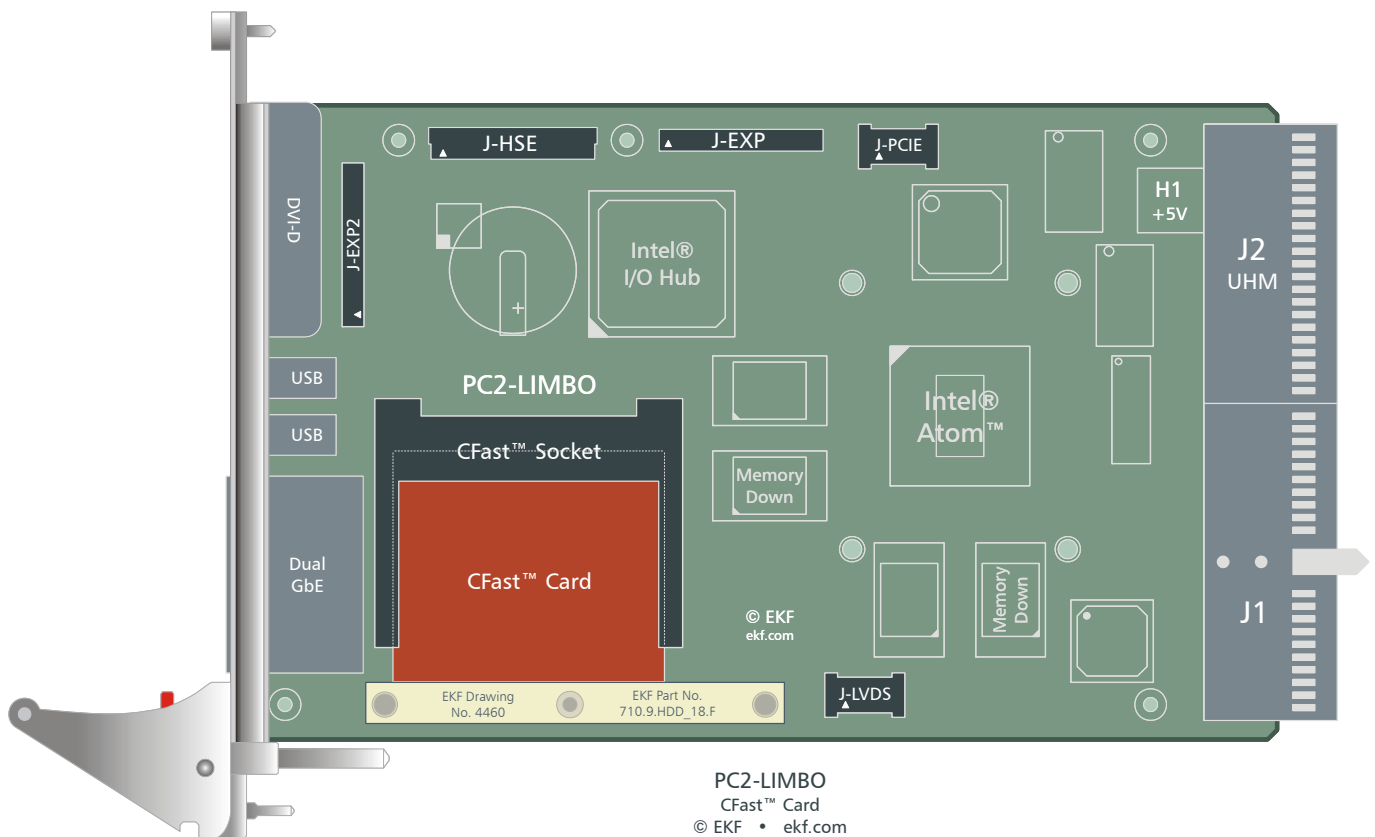 J-HSE
J-EXP
J-PCIE
H1
+5V
DVI-D
J-EXP2
Intel®
I/O Hub
J2
UHM
+
USB
PC2-LIMBO
Intel®
Atom™
USB
CFast™ Socket
Memory
Down
Dual
GbE
CFast™ Card
Memory
Down
© EKF
ekf.com
J1
EKF Drawing
No. 4460
EKF Part No.
710.9.HDD_18.F
J-LVDS
PC2-LIMBO
CFast™ Card
© EKF • ekf.com